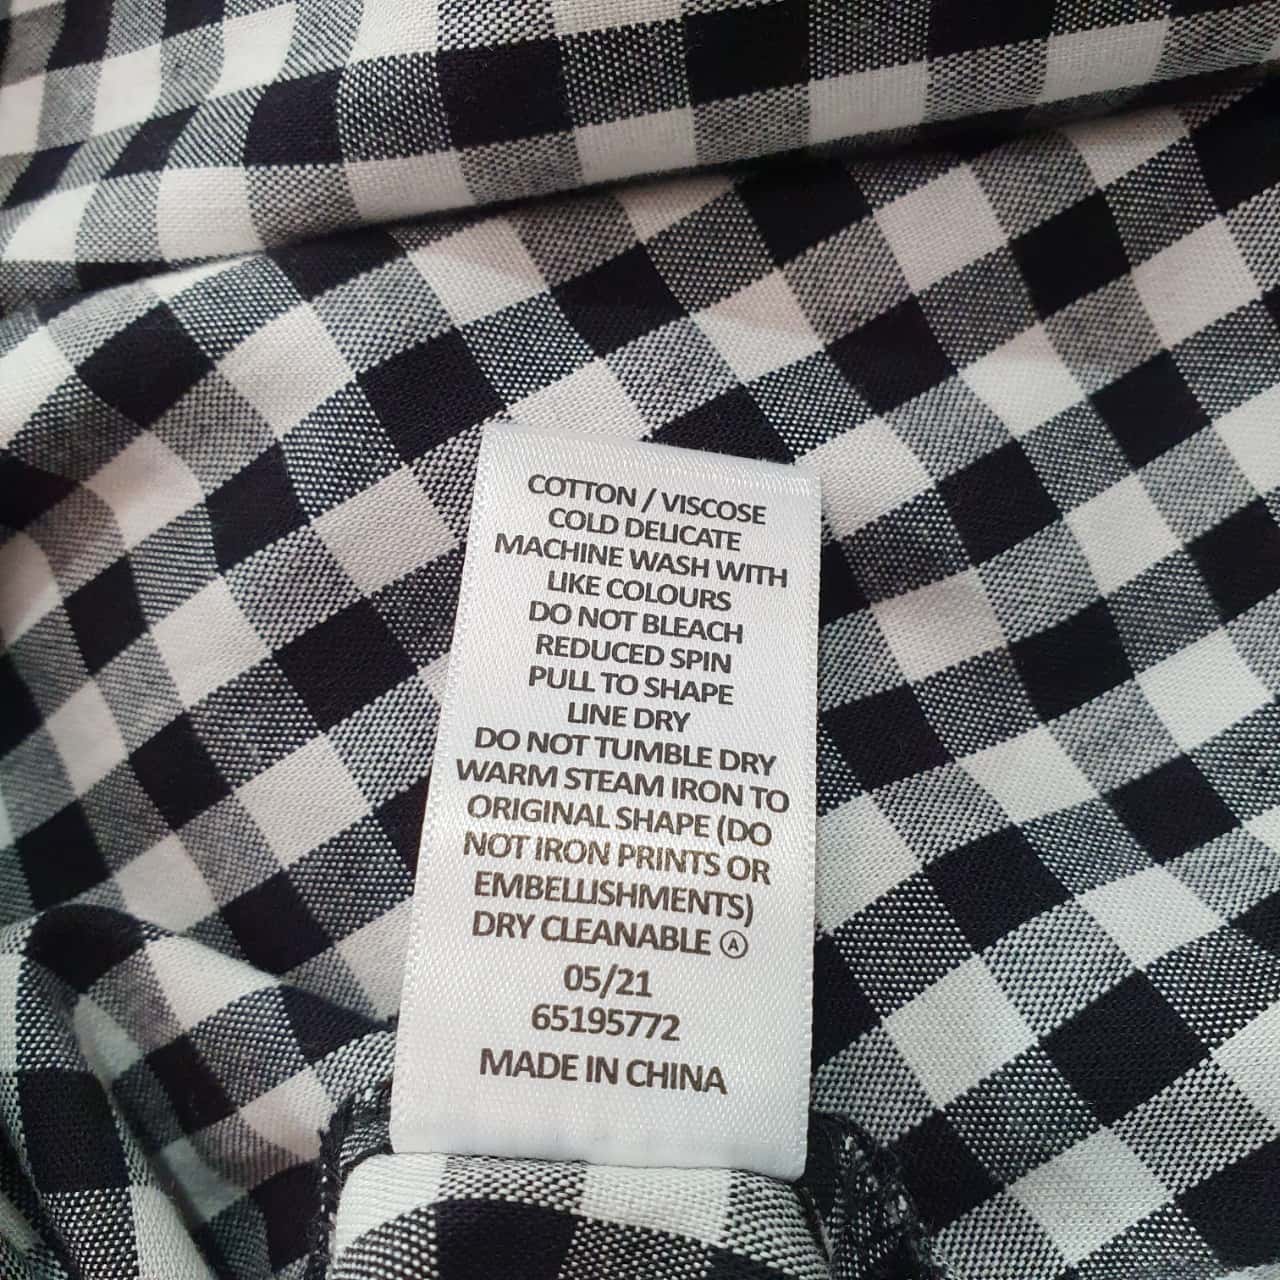 COTTON / VISCOSE
COLD DELICATE
MACHINE WASH WITH
LIKE COLOURS
DO NOT BLEACH
REDUCED SPIN
PULL TO SHAPE
LINE DRY
DO NOT TUMBLE DRY
WARM STEAM IRON TO
ORIGINAL SHAPE (DO
NOT IRON PRINTS OR
EMBELLISHMENTS)
DRY CLEANABLE Ⓐ
05/21
65195772
MADE IN CHINA